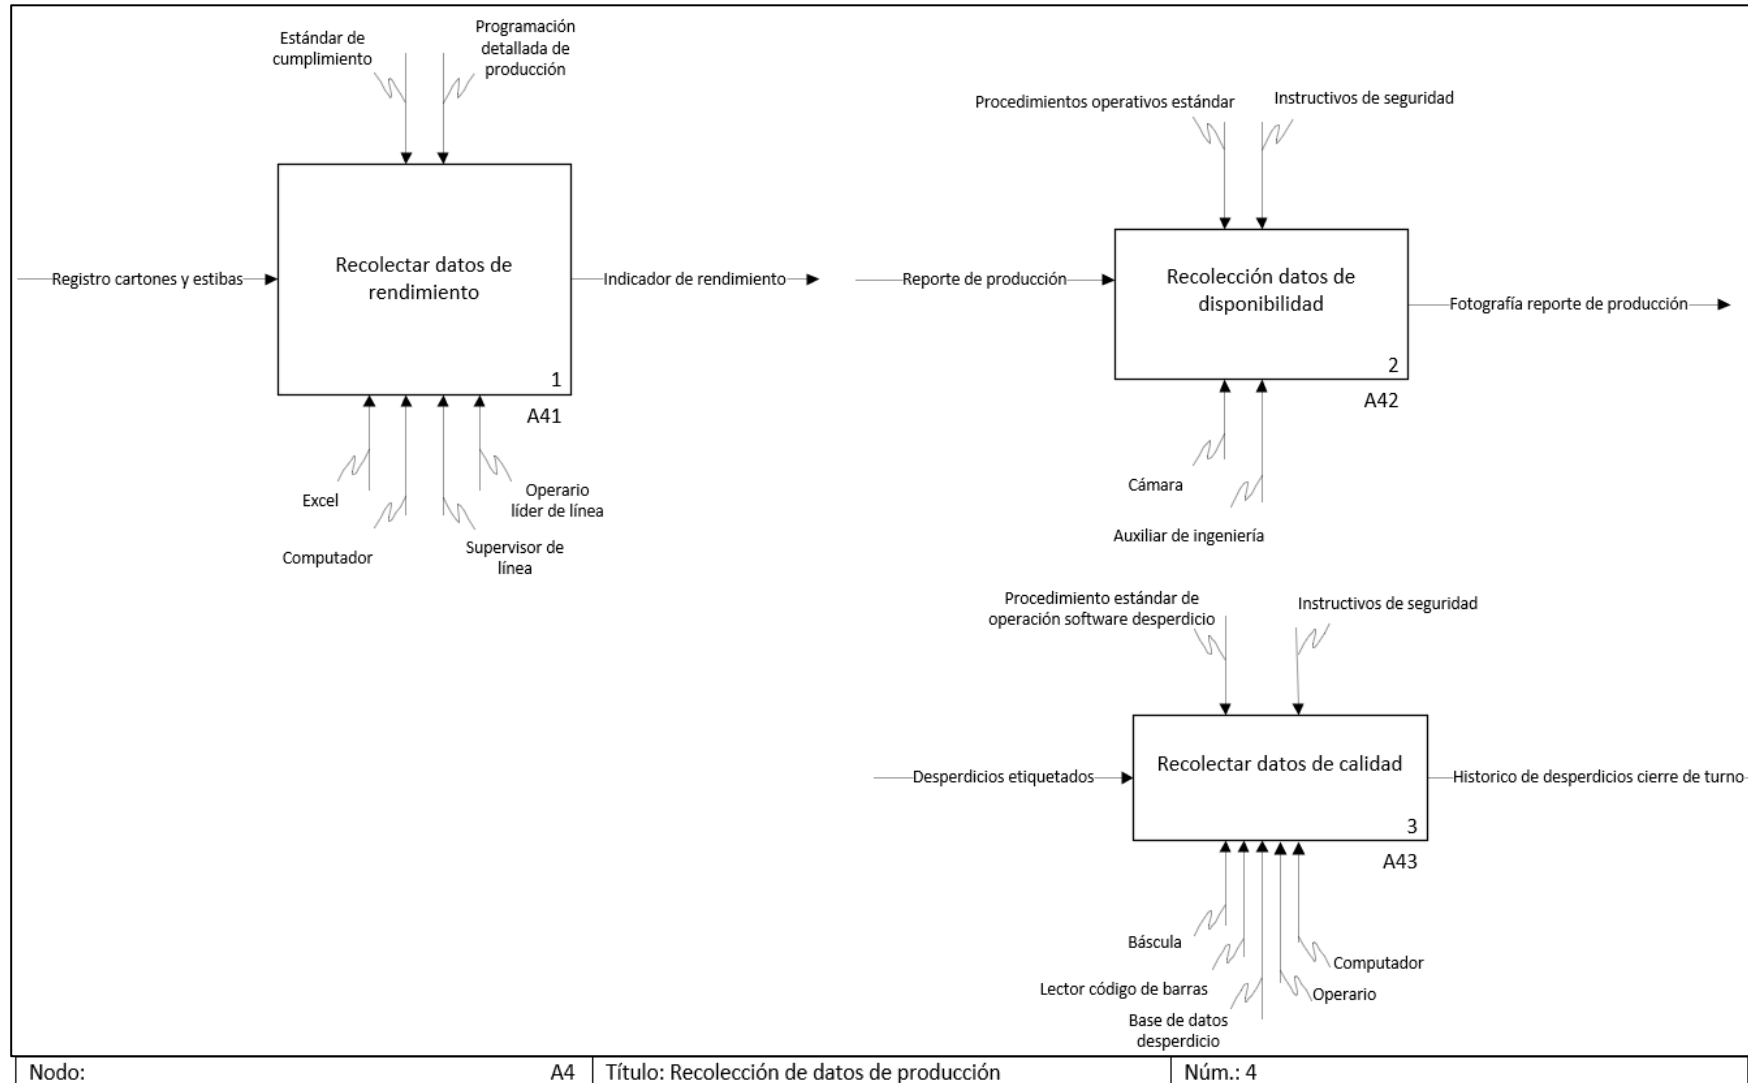 Estándar de
cumplimiento
Programación
detallada de
producción
Registro cartones y estibas
Recolectar datos de
rendimiento
1
A41
Indicador de rendimiento
Excel
Computador
Supervisor de
línea
Operario
líder de línea
Procedimientos operativos estándar
Instructivos de seguridad
Reporte de producción
Recolección datos de
disponibilidad
2
A42
Fotografía reporte de producción
Cámara
Auxiliar de ingeniería
Procedimiento estándar de
operación software desperdicio
Instructivos de seguridad
Desperdicios etiquetados
Recolectar datos de calidad
3
A43
Historico de desperdicios cierre de turno
Báscula
Lector código de barras
Base de datos
desperdicio
Operario
Computador
Nodo: A4
Título: Recolección de datos de producción
Núm.: 4